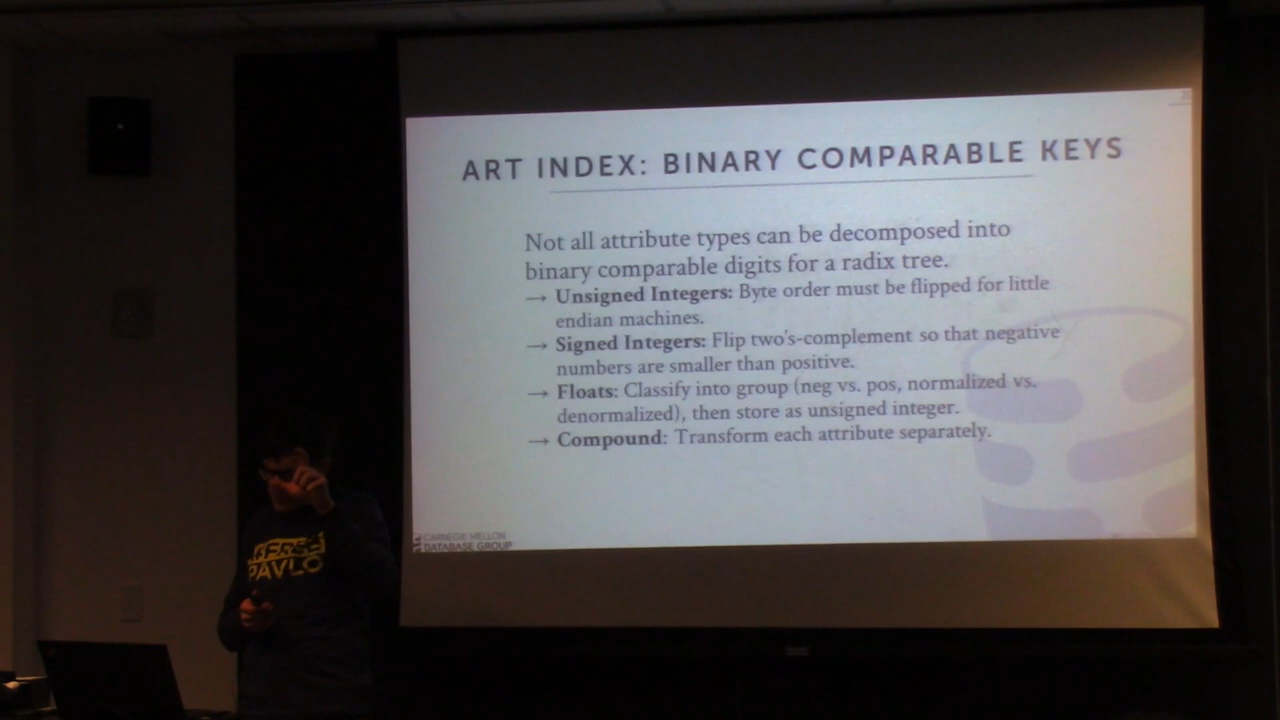 ART INDEX: BINARY COMPARABLE KEYS
Not all attribute types can be decomposed into
binary comparable digits for a radix tree.
→ Unsigned Integers: Byte order must be flipped for little
endian machines.
→ Signed Integers: Flip two's-complement so that negative
numbers are smaller than positive.
→ Floats: Classify into group (neg vs. pos, normalized vs.
denormalized), then store as unsigned integer.
→ Compound: Transform each attribute separately.
CARNEGIE MELLON
DATABASE GROUP
PAVLO